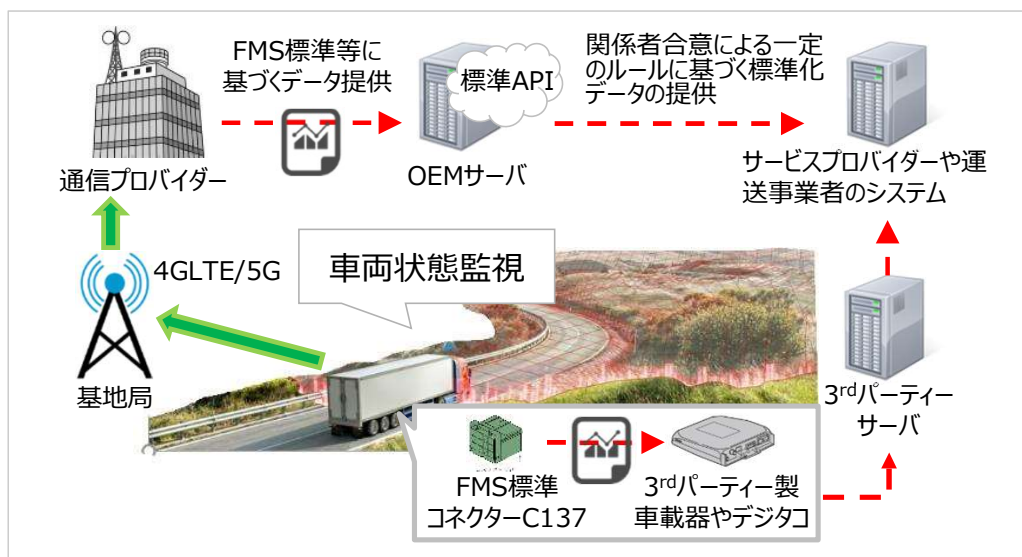 FMS標準等に
基づくデータ提供
標準API
関係者合意による一定
のルールに基づく標準化
データの提供
通信プロバイダー
OEMサーバ
サービスプロバイダーや運
送事業者のシステム
4GLTE/5G
車両状態監視
基地局
3rdパーティー
サーバ
FMS標準
コネクターC137
3rdパーティー製
車載器やデジタコ